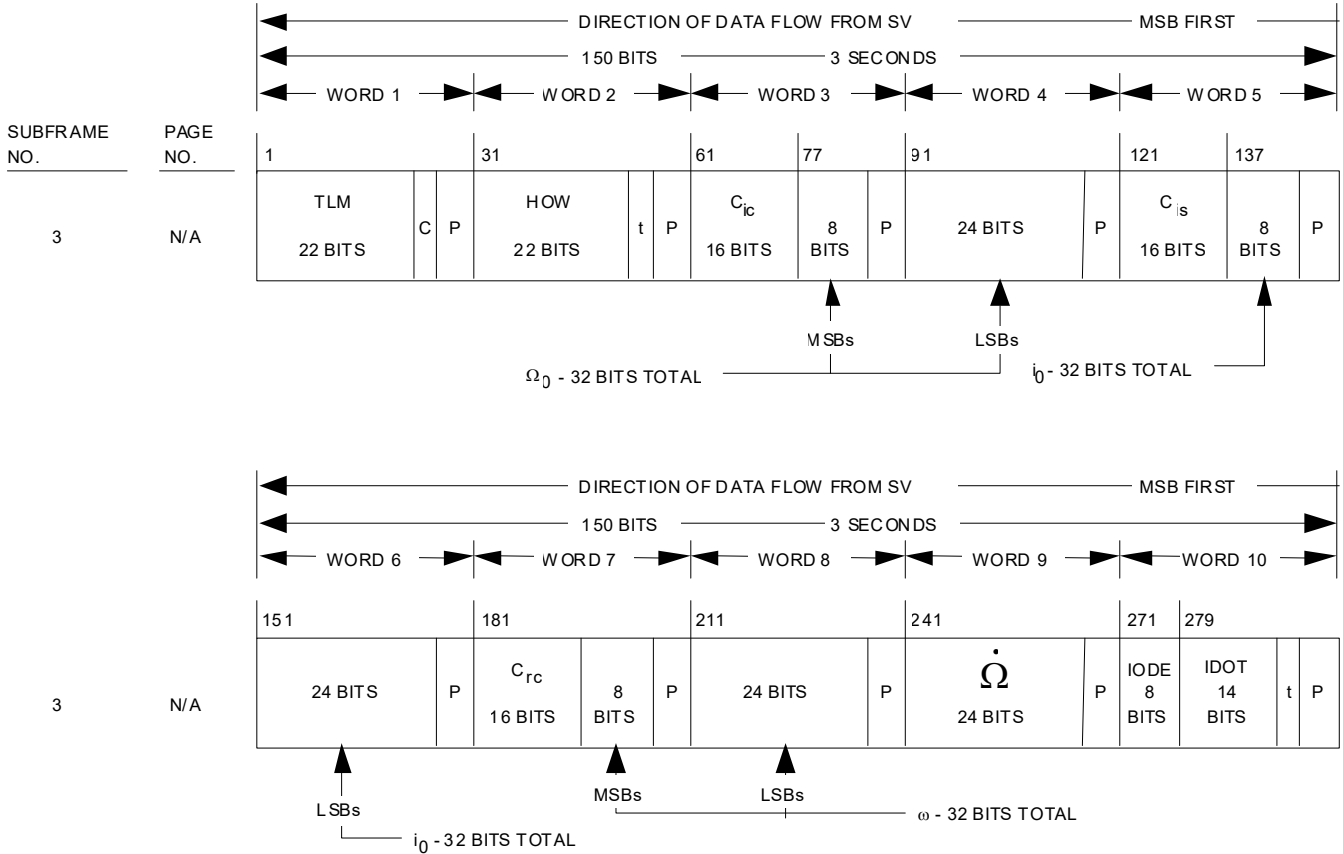 DIRECTION OF DATA FLOW FROM SV MSB FIRST
150 BITS 3 SECONDS
WORD 1 WORD 2 WORD 3 WORD 4 WORD 5
SUBFRAME NO. PAGE NO.
1 31 61 77 91 121 137
3 N/A
TLM 22 BITS C P
HOW 22 BITS t P
Cic 16 BITS 8 BITS P
24 BITS P
Cis 16 BITS 8 BITS P
MSBs LSBs
Ω0 - 32 BITS TOTAL i0- 32 BITS TOTAL
DIRECTION OF DATA FLOW FROM SV MSB FIRST
150 BITS 3 SECONDS
WORD 6 WORD 7 WORD 8 WORD 9 WORD 10
151 181 211 241 271 279
3 N/A
24 BITS P
Crc 16 BITS 8 BITS P
24 BITS P
Ω̇ 24 BITS P
IODE 8 BITS
IDOT 14 BITS t P
LSBs MSBs LSBs
ω - 32 BITS TOTAL
i0 - 32 BITS TOTAL